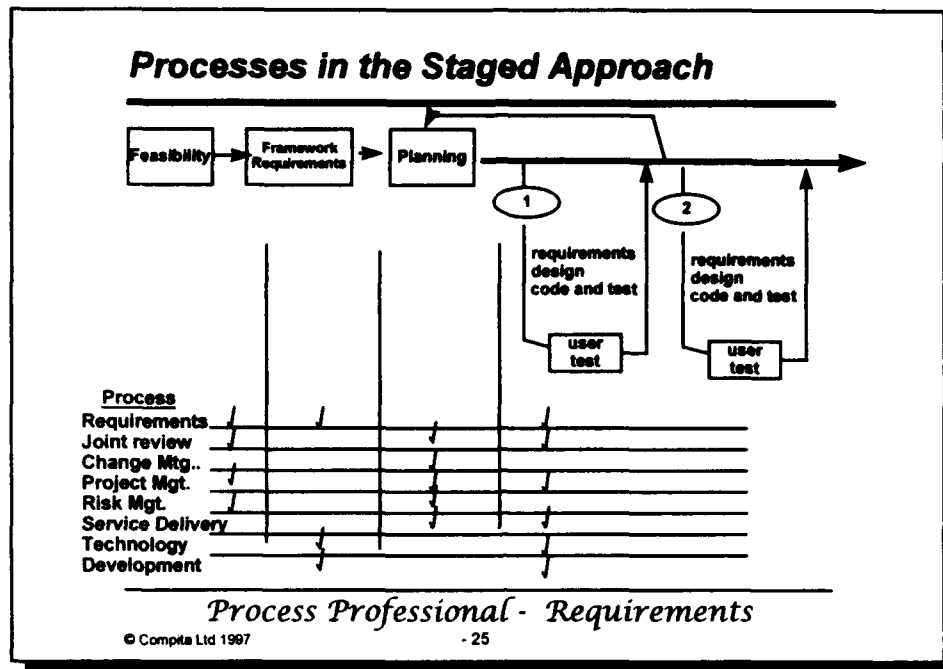 Processes in the Staged Approach
Feasibility
Framework
Requirements
Planning
1
2
requirements
design
code and test
user
test
requirements
design
code and test
user
test
Process
Requirements
Joint review
Change Mtg..
Project Mgt.
Risk Mgt.
Service Delivery
Technology
Development
Process Professional - Requirements
© Compita Ltd 1997
- 25